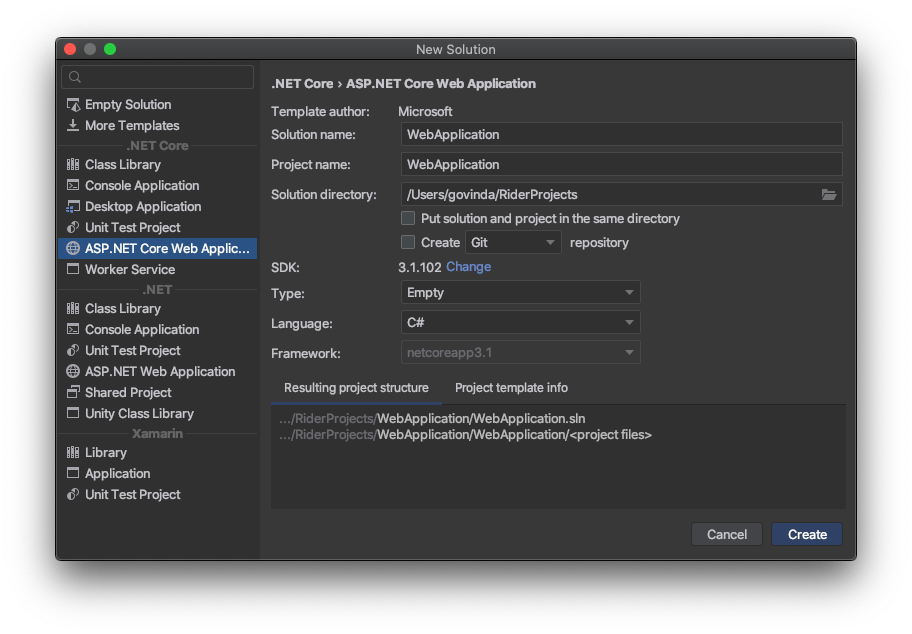 New Solution
Empty Solution
More Templates
.NET Core
Class Library
Console Application
Desktop Application
Unit Test Project
ASP.NET Core Web Applic...
Worker Service
.NET
Class Library
Console Application
Unit Test Project
ASP.NET Web Application
Shared Project
Unity Class Library
Xamarin
Library
Application
Unit Test Project
.NET Core › ASP.NET Core Web Application
Template author: Microsoft
Solution name: WebApplication
Project name: WebApplication
Solution directory: /Users/govinda/RiderProjects
Put solution and project in the same directory
Create Git repository
SDK: 3.1.102 Change
Type: Empty
Language: C#
Framework: netcoreapp3.1
Resulting project structure Project template info
.../RiderProjects/WebApplication/WebApplication.sln
.../RiderProjects/WebApplication/WebApplication/<project files>
Cancel Create